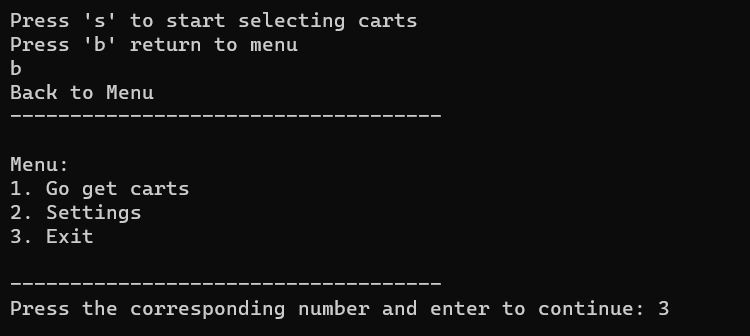 Press 's' to start selecting carts
Press 'b' return to menu
b
Back to Menu
------------------------------------
Menu:
1. Go get carts
2. Settings
3. Exit
------------------------------------
Press the corresponding number and enter to continue: 3